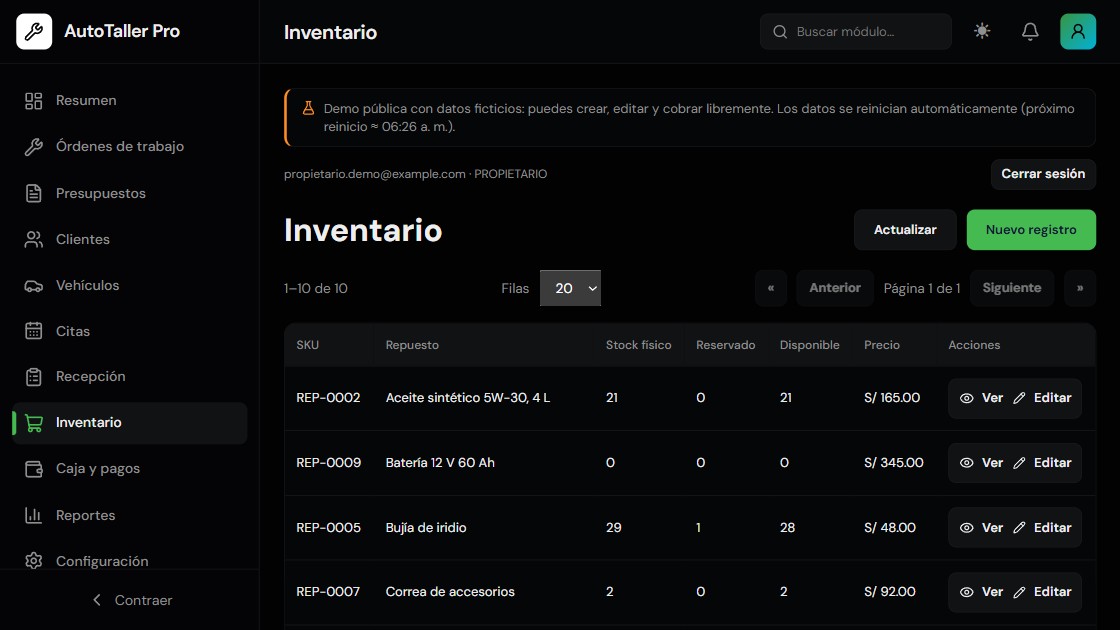 AutoTaller Pro
Inventario
Buscar módulo...
Resumen
Órdenes de trabajo
Presupuestos
Clientes
Vehículos
Citas
Recepción
Inventario
Caja y pagos
Reportes
Configuración
Contraer
Demo pública con datos ficticios: puedes crear, editar y cobrar libremente. Los datos se reinician automáticamente (próximo
reinicio ≈ 06:26 a. m.).
propietario.demo@example.com · PROPIETARIO
Cerrar sesión
Inventario
Actualizar
Nuevo registro
1–10 de 10
Filas
20
«
Anterior
Página 1 de 1
Siguiente
»
SKU Repuesto Stock físico Reservado Disponible Precio Acciones
REP-0002 Aceite sintético 5W-30, 4 L 21 0 21 S/ 165.00 Ver Editar
REP-0009 Batería 12 V 60 Ah 0 0 0 S/ 345.00 Ver Editar
REP-0005 Bujía de iridio 29 1 28 S/ 48.00 Ver Editar
REP-0007 Correa de accesorios 2 0 2 S/ 92.00 Ver Editar